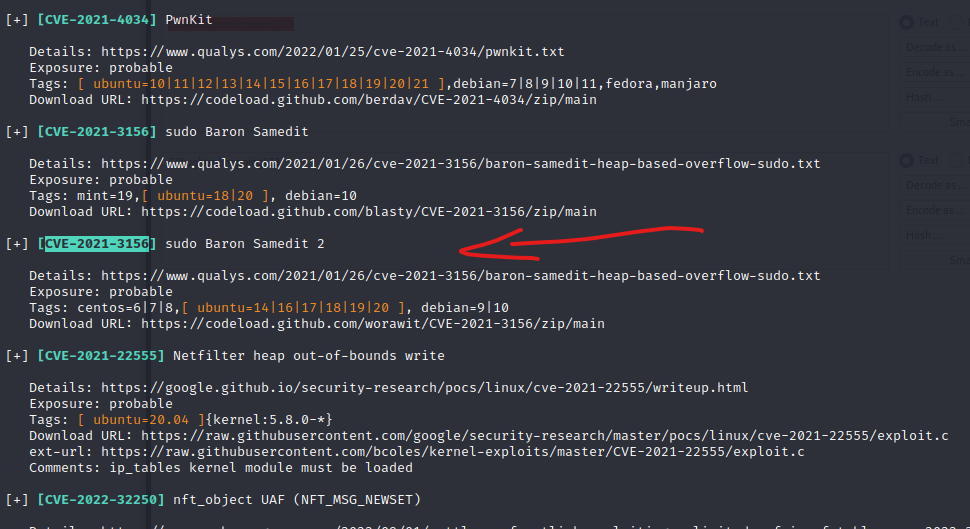 [+] [CVE-2021-4034] PwnKit
Details: https://www.qualys.com/2022/01/25/cve-2021-4034/pwnkit.txt
Exposure: probable
Tags: [ ubuntu=10|11|12|13|14|15|16|17|18|19|20|21 ],debian=7|8|9|10|11,fedora,manjaro
Download URL: https://codeload.github.com/berdav/CVE-2021-4034/zip/main
[+] [CVE-2021-3156] sudo Baron Samedit
Details: https://www.qualys.com/2021/01/26/cve-2021-3156/baron-samedit-heap-based-overflow-sudo.txt
Exposure: probable
Tags: mint=19,[ ubuntu=18|20 ], debian=10
Download URL: https://codeload.github.com/blasty/CVE-2021-3156/zip/main
[+] [CVE-2021-3156] sudo Baron Samedit 2
Details: https://www.qualys.com/2021/01/26/cve-2021-3156/baron-samedit-heap-based-overflow-sudo.txt
Exposure: probable
Tags: centos=6|7|8,[ ubuntu=14|16|17|18|19|20 ], debian=9|10
Download URL: https://codeload.github.com/worawit/CVE-2021-3156/zip/main
[+] [CVE-2021-22555] Netfilter heap out-of-bounds write
Details: https://google.github.io/security-research/pocs/linux/cve-2021-22555/writeup.html
Exposure: probable
Tags: [ ubuntu=20.04 ]{kernel:5.8.0-*}
Download URL: https://raw.githubusercontent.com/google/security-research/master/pocs/linux/cve-2021-22555/exploit.c
ext-url: https://raw.githubusercontent.com/bcoles/kernel-exploits/master/CVE-2021-22555/exploit.c
Comments: ip_tables kernel module must be loaded
[+] [CVE-2022-32250] nft_object UAF (NFT_MSG_NEWSET)
Text
Decode as ...
Encode as ...
Hash ...
Text
Decode as ...
Encode as ...
Hash ...